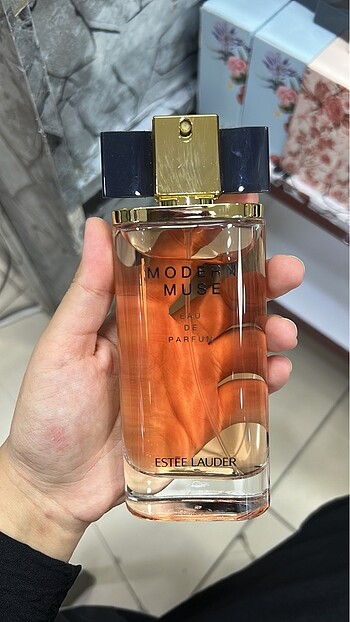 MODERN
MUSE
EAU
DE
PARFUM
ESTĒE LAUDER